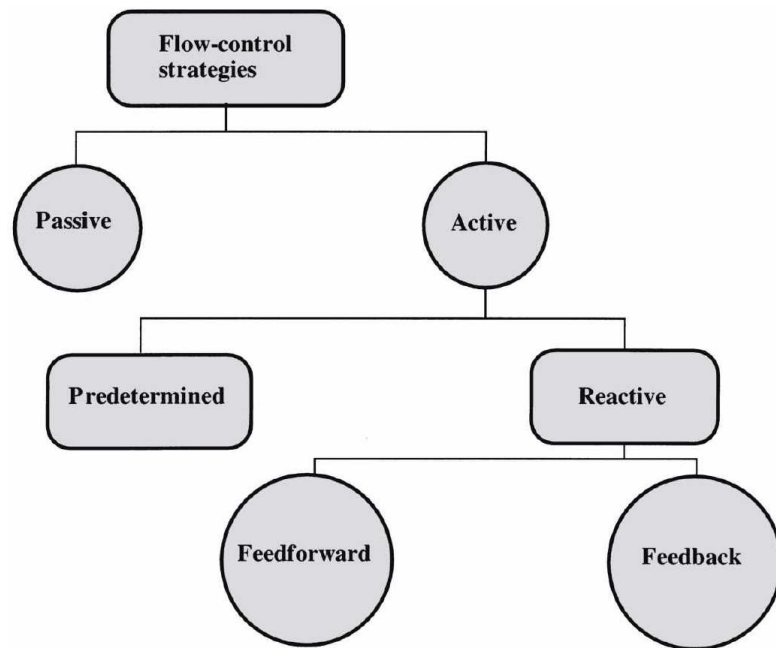 Flow-control
strategies
Passive
Active
Predetermined
Reactive
Feedforward
Feedback